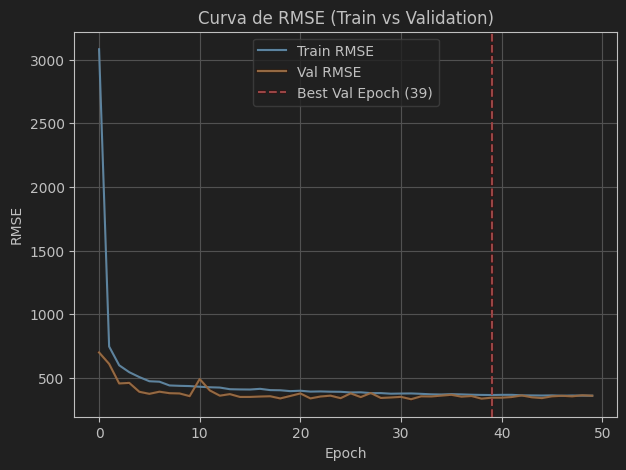 Curva de RMSE (Train vs Validation)
Train RMSE
Val RMSE
Best Val Epoch (39)
RMSE
3000
2500
2000
1500
1000
500
0 10 20 30 40 50
Epoch